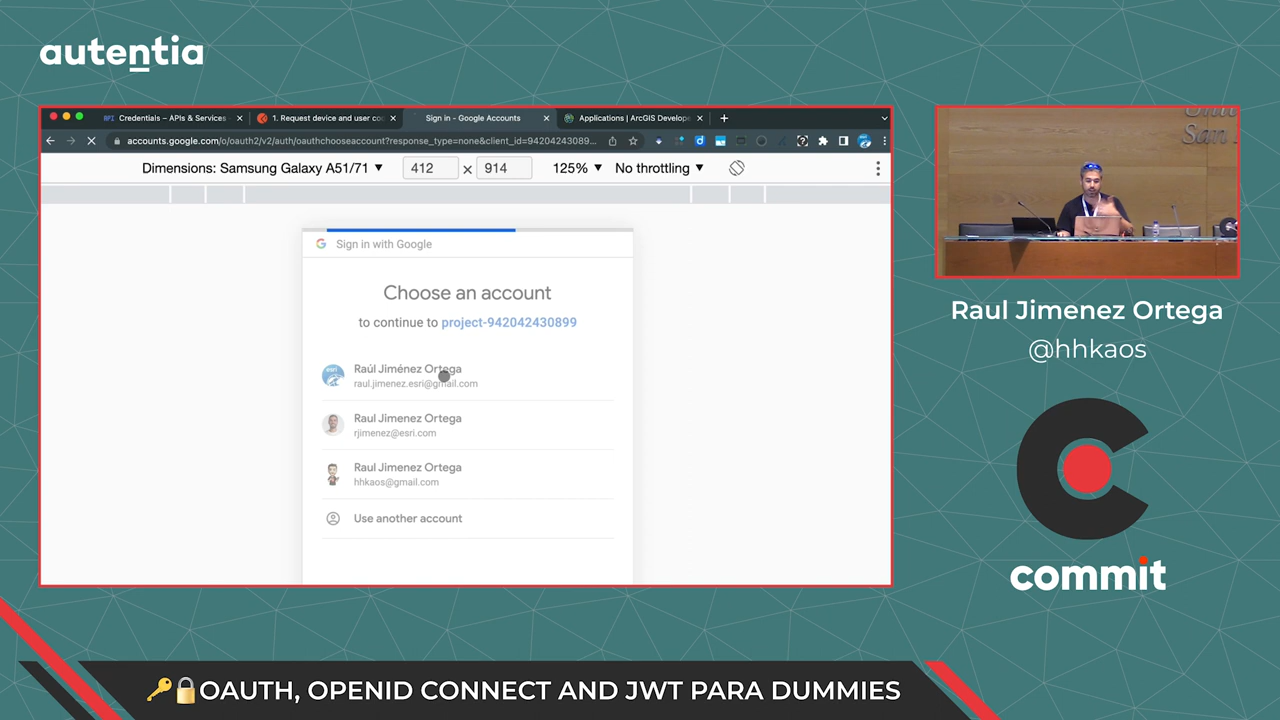 autentia
Credentials – APIs & Services
1. Request device and user co
Sign in - Google Accounts
Applications | ArcGIS Develope
accounts.google.com/o/oauth2/v2/auth/oauthchooseaccount?response_type=none&client_id=94204243089...
Dimensions: Samsung Galaxy A51/71 412 x 914 125% No throttling
Sign in with Google
Choose an account
to continue to project-942042430899
Raúl Jiménez Ortega
raul.jimenez.esri@gmail.com
Raul Jimenez Ortega
rjimenez@esri.com
Raul Jimenez Ortega
hhkaos@gmail.com
Use another account
San
Raul Jimenez Ortega
@hhkaos
commit
OAUTH, OPENID CONNECT AND JWT PARA DUMMIES